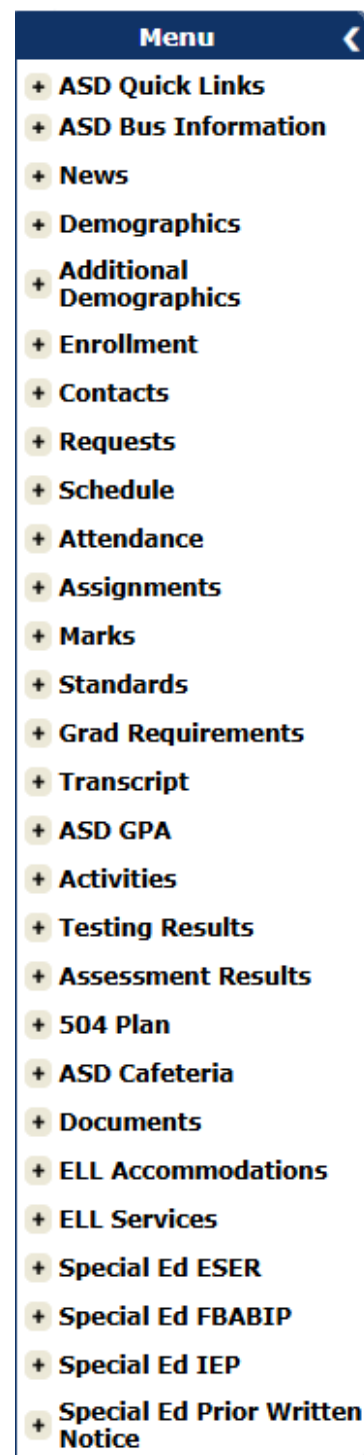 Menu
ASD Quick Links
ASD Bus Information
News
Demographics
Additional
Demographics
Enrollment
Contacts
Requests
Schedule
Attendance
Assignments
Marks
Standards
Grad Requirements
Transcript
ASD GPA
Activities
Testing Results
Assessment Results
504 Plan
ASD Cafeteria
Documents
ELL Accommodations
ELL Services
Special Ed ESER
Special Ed FBABIP
Special Ed IEP
Special Ed Prior Written
Notice